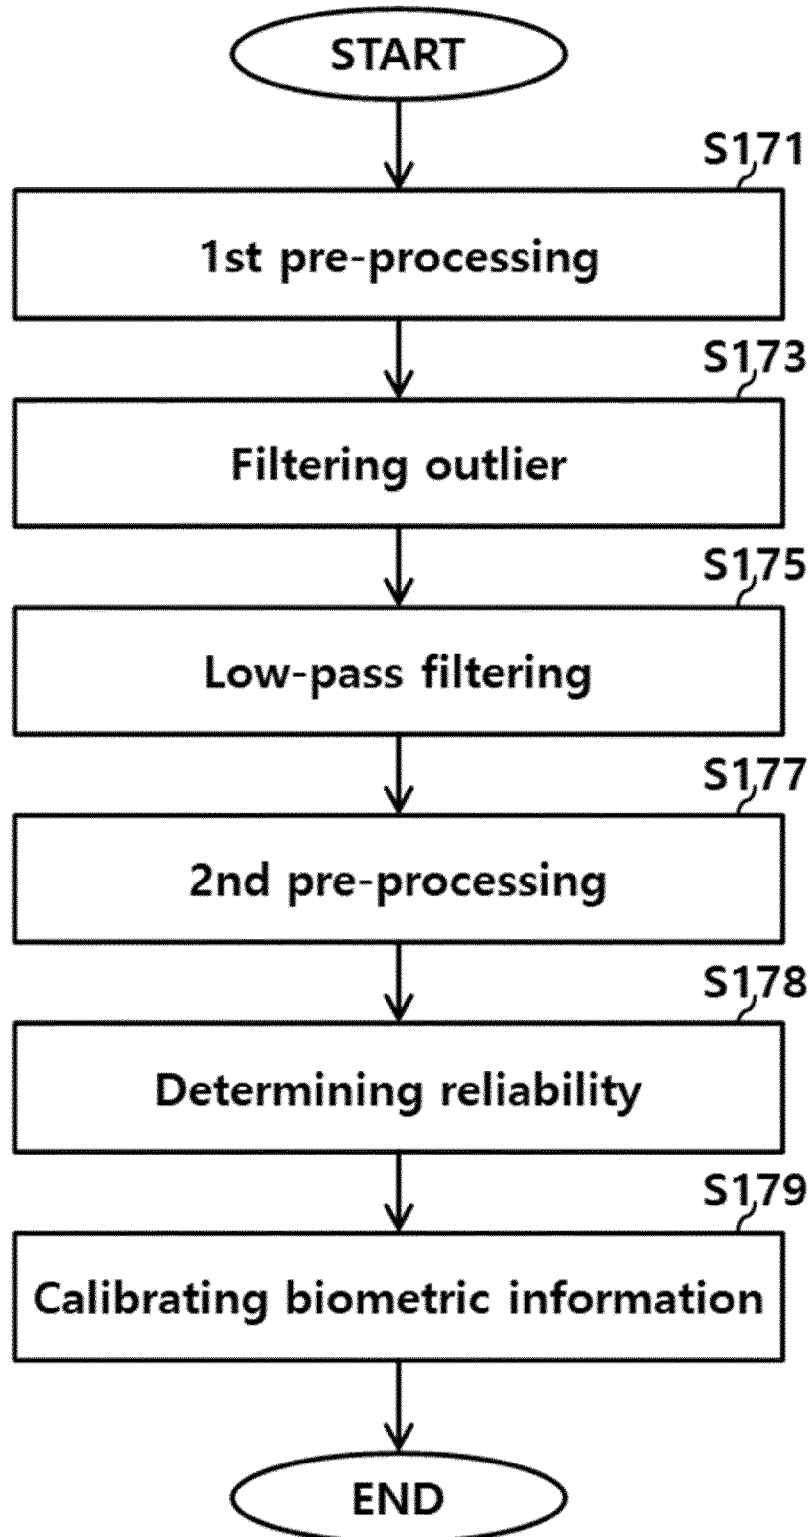 START
S171
1st pre-processing
S173
Filtering outlier
S175
Low-pass filtering
S177
2nd pre-processing
S178
Determining reliability
S179
Calibrating biometric information
END